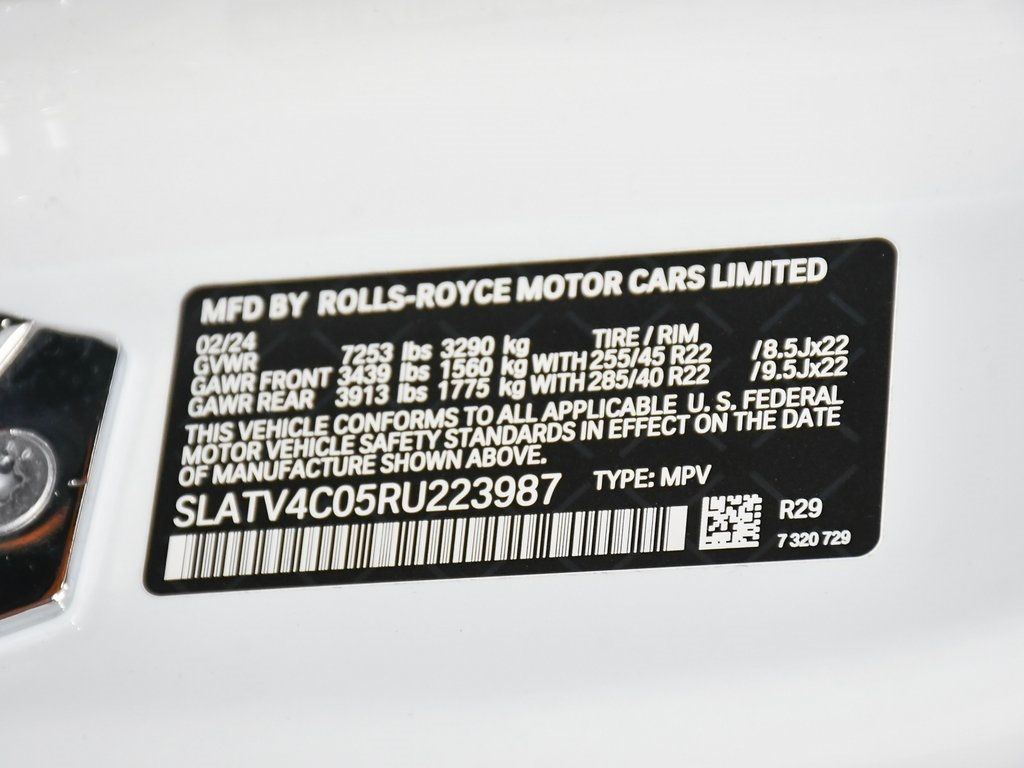 MFD BY ROLLS-ROYCE MOTOR CARS LIMITED
02/24 TIRE / RIM
GVWR 7253 lbs 3290 kg
GAWR FRONT 3439 lbs 1560 kg WITH 255/45 R22 /8.5Jx22
GAWR REAR 3913 lbs 1775 kg WITH 285/40 R22 /9.5Jx22
THIS VEHICLE CONFORMS TO ALL APPLICABLE U. S. FEDERAL
MOTOR VEHICLE SAFETY STANDARDS IN EFFECT ON THE DATE
OF MANUFACTURE SHOWN ABOVE.
SLATV4C05RU223987 TYPE: MPV
R29
7 320 729